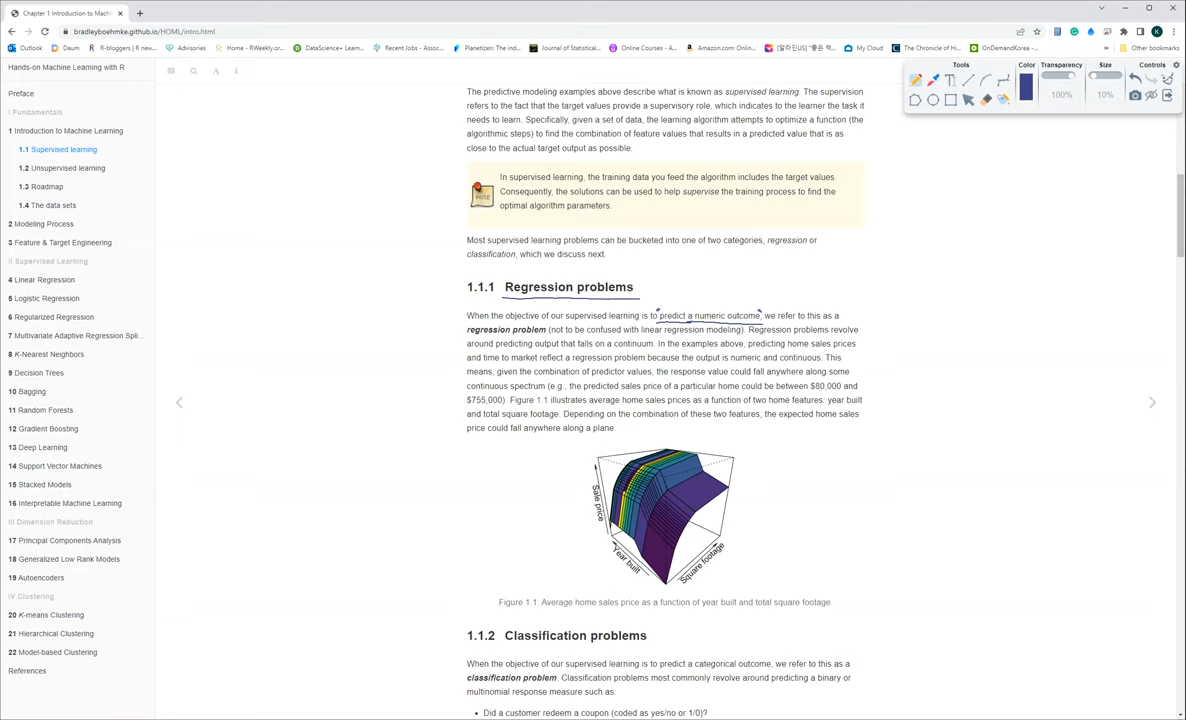 Chapter 1 Introduction to Mach
bradleyboehmke.github.io/HOML/intro.html
Outlook
Daum
R-bloggers | R new...
Advisories
Home - RWeekly.or...
DataScience+ Learn...
Recent Jobs - Assoc...
Planetizen: The ind...
Journal of Statistical...
Online Courses - A...
Amazon.com: Onlin...
My Cloud
The Chronicle of Hi...
OnDemandKorea -...
»
Other bookmarks
Hands-on Machine Learning with R
Preface
I Fundamentals
1 Introduction to Machine Learning
1.1 Supervised learning
1.2 Unsupervised learning
1.3 Roadmap
1.4 The data sets
2 Modeling Process
3 Feature & Target Engineering
II Supervised Learning
4 Linear Regression
5 Logistic Regression
6 Regularized Regression
7 Multivariate Adaptive Regression Spli...
8 K-Nearest Neighbors
9 Decision Trees
10 Bagging
11 Random Forests
12 Gradient Boosting
13 Deep Learning
14 Support Vector Machines
15 Stacked Models
16 Interpretable Machine Learning
III Dimension Reduction
17 Principal Components Analysis
18 Generalized Low Rank Models
19 Autoencoders
IV Clustering
20 K-means Clustering
21 Hierarchical Clustering
22 Model-based Clustering
References
Tools
Color
Transparency
Size
Controls
100%
10%
The predictive modeling examples above describe what is known as supervised learning. The supervision
refers to the fact that the target values provide a supervisory role, which indicates to the learner the task it
needs to learn. Specifically, given a set of data, the learning algorithm attempts to optimize a function (the
algorithmic steps) to find the combination of feature values that results in a predicted value that is as
close to the actual target output as possible.
note
In supervised learning, the training data you feed the algorithm includes the target values.
Consequently, the solutions can be used to help supervise the training process to find the
optimal algorithm parameters.
Most supervised learning problems can be bucketed into one of two categories, regression or
classification, which we discuss next.
1.1.1 Regression problems
When the objective of our supervised learning is to predict a numeric outcome, we refer to this as a
regression problem (not to be confused with linear regression modeling). Regression problems revolve
around predicting output that falls on a continuum. In the examples above, predicting home sales prices
and time to market reflect a regression problem because the output is numeric and continuous. This
means, given the combination of predictor values, the response value could fall anywhere along some
continuous spectrum (e.g., the predicted sales price of a particular home could be between $80,000 and
$755,000). Figure 1.1 illustrates average home sales prices as a function of two home features: year built
and total square footage. Depending on the combination of these two features, the expected home sales
price could fall anywhere along a plane.
Sale price
Year built
Square footage
Figure 1.1: Average home sales price as a function of year built and total square footage.
1.1.2 Classification problems
When the objective of our supervised learning is to predict a categorical outcome, we refer to this as a
classification problem. Classification problems most commonly revolve around predicting a binary or
multinomial response measure such as:
• Did a customer redeem a coupon (coded as yes/no or 1/0)?